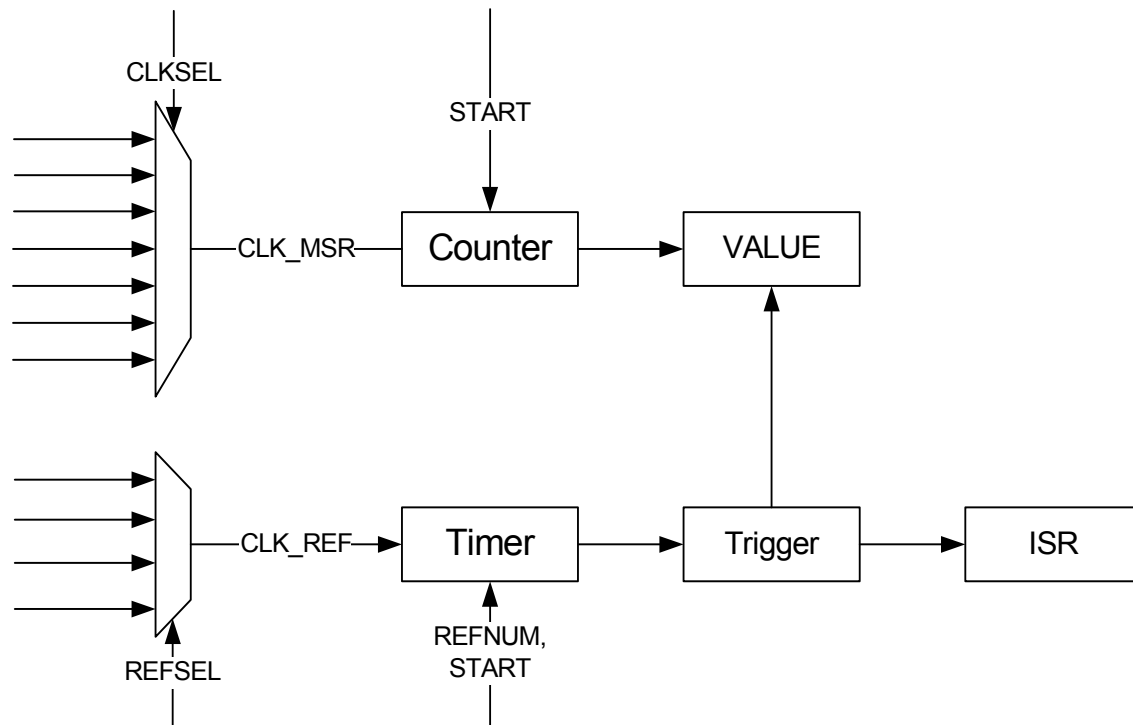 CLKSEL
START
CLK_MSR
Counter
VALUE
CLK_REF
Timer
Trigger
ISR
REFNUM,
START
REFSEL